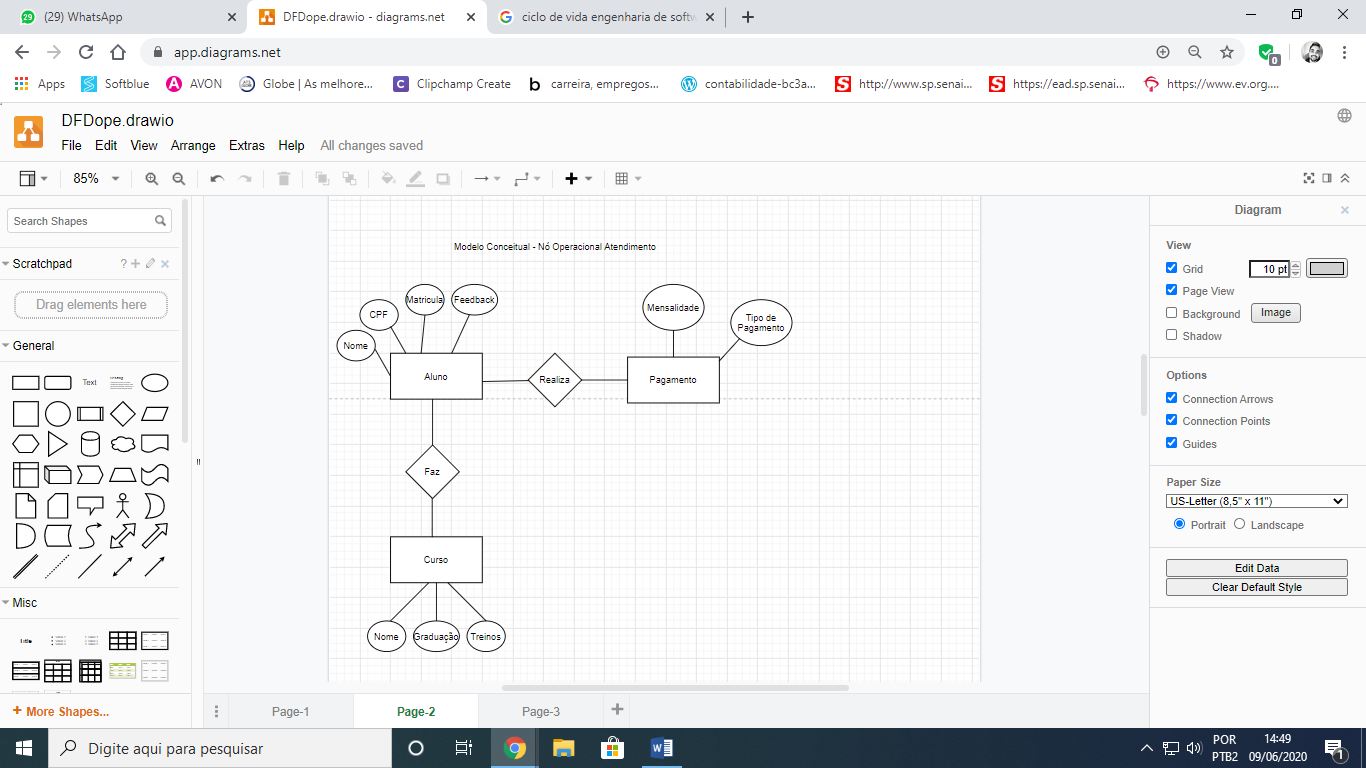 (29) WhatsApp
DFDope.drawio - diagrams.net
ciclo de vida engenharia de softw
app.diagrams.net
0
Apps
Softblue
AVON
Globe | As melhore...
Clipchamp Create
carreira, empregos...
contabilidade-bc3a...
http://www.sp.senai...
https://ead.sp.senai...
https://www.ev.org....
DFDope.drawio
File Edit View Arrange Extras Help All changes saved
85%
Search Shapes
Scratchpad
?
Drag elements here
General
Text
Misc
Title
+ More Shapes...
Modelo Conceitual - Nó Operacional Atendimento
Matricula
Feedback
CPF
Nome
Aluno
Realiza
Mensalidade
Tipo de
Pagamento
Pagamento
Faz
Curso
Nome
Graduação
Treinos
Page-1
Page-2
Page-3
Diagram
View
Grid
10 pt
Page View
Background
Image
Shadow
Options
Connection Arrows
Connection Points
Guides
Paper Size
US-Letter (8,5" x 11")
Portrait
Landscape
Edit Data
Clear Default Style
Digite aqui para pesquisar
POR
PTB2
14:49
09/06/2020
1